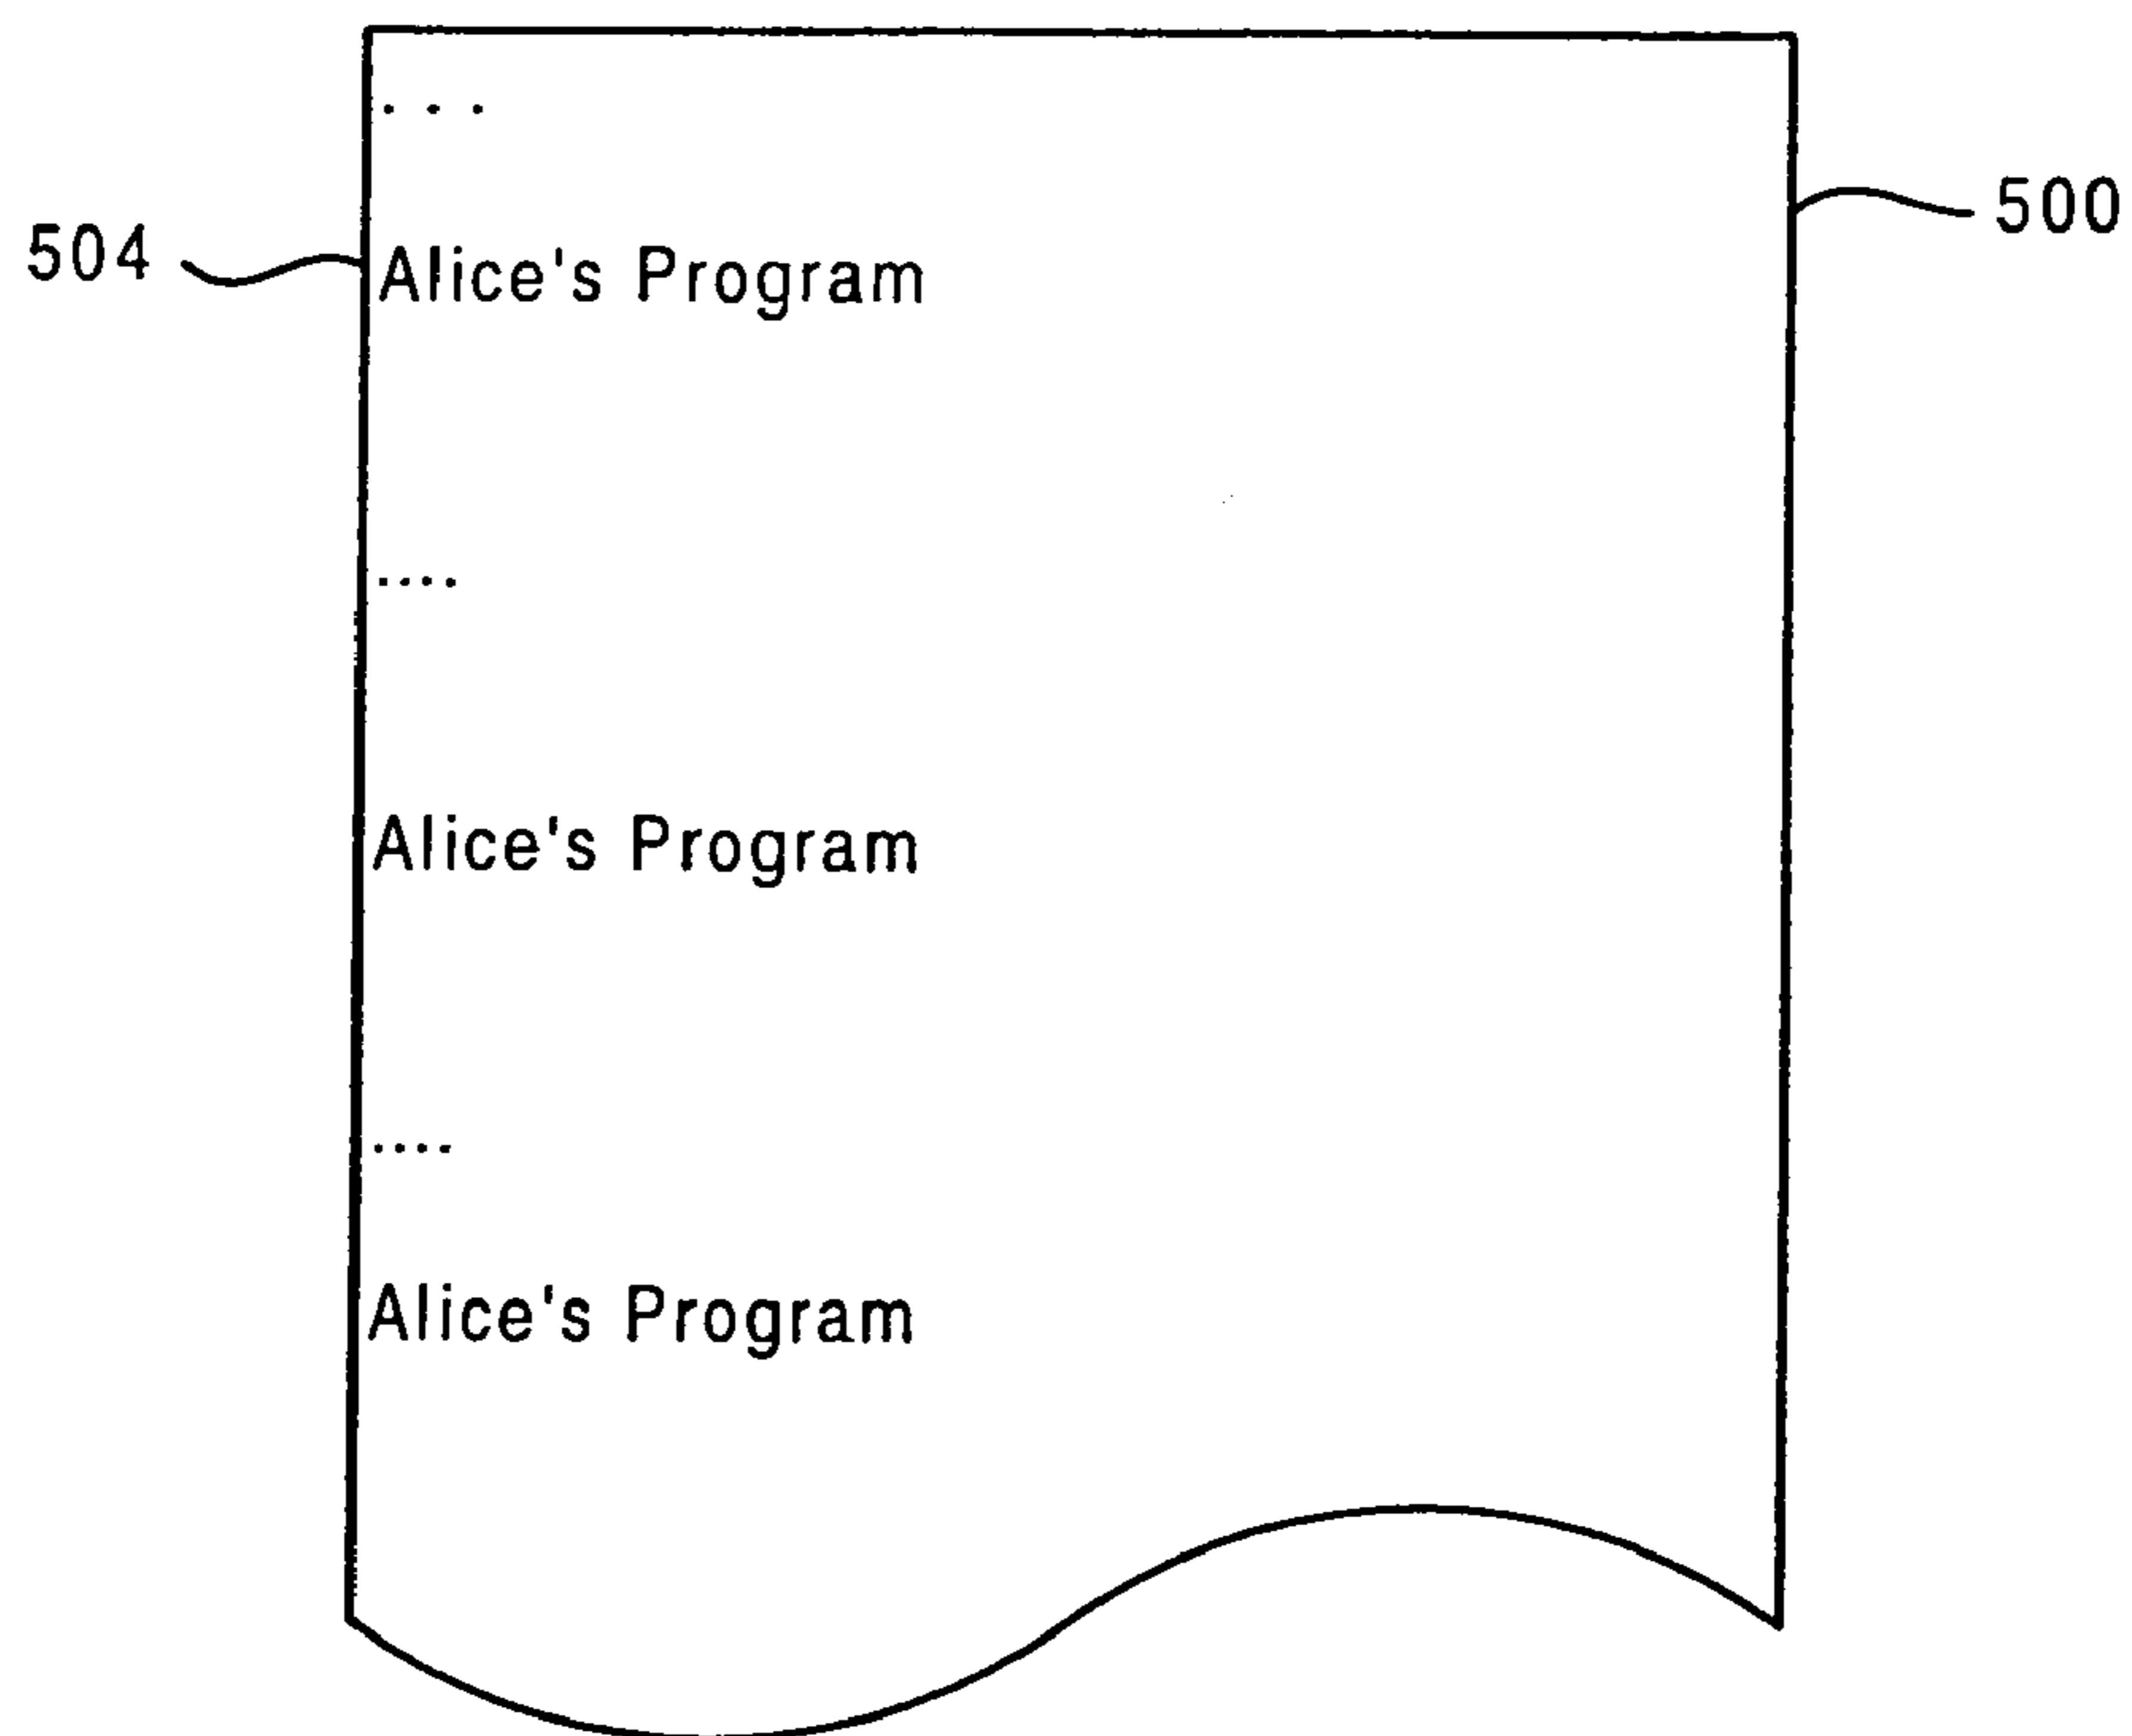 . . .
500
504
Alice's Program
....
Alice's Program
....
Alice's Program